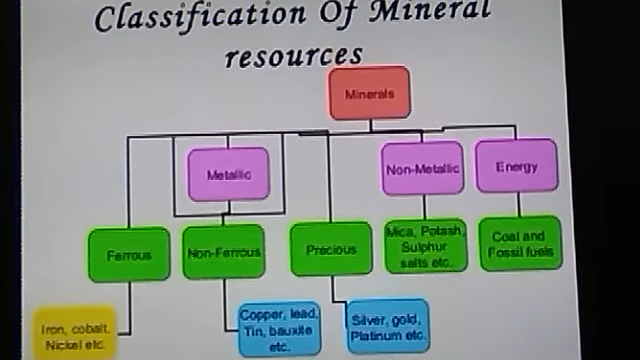 Classification Of Mineral
resources
Minerals
Metallic
Non-Metallic
Energy
Ferrous
Non-Ferrous
Precious
Mica, Potash,
Sulphur
salts etc.
Coal and
Fossil fuels
Iron, cobalt,
Nickel etc.
Copper, lead,
Tin, bauxite
etc.
Silver, gold,
Platinum etc.